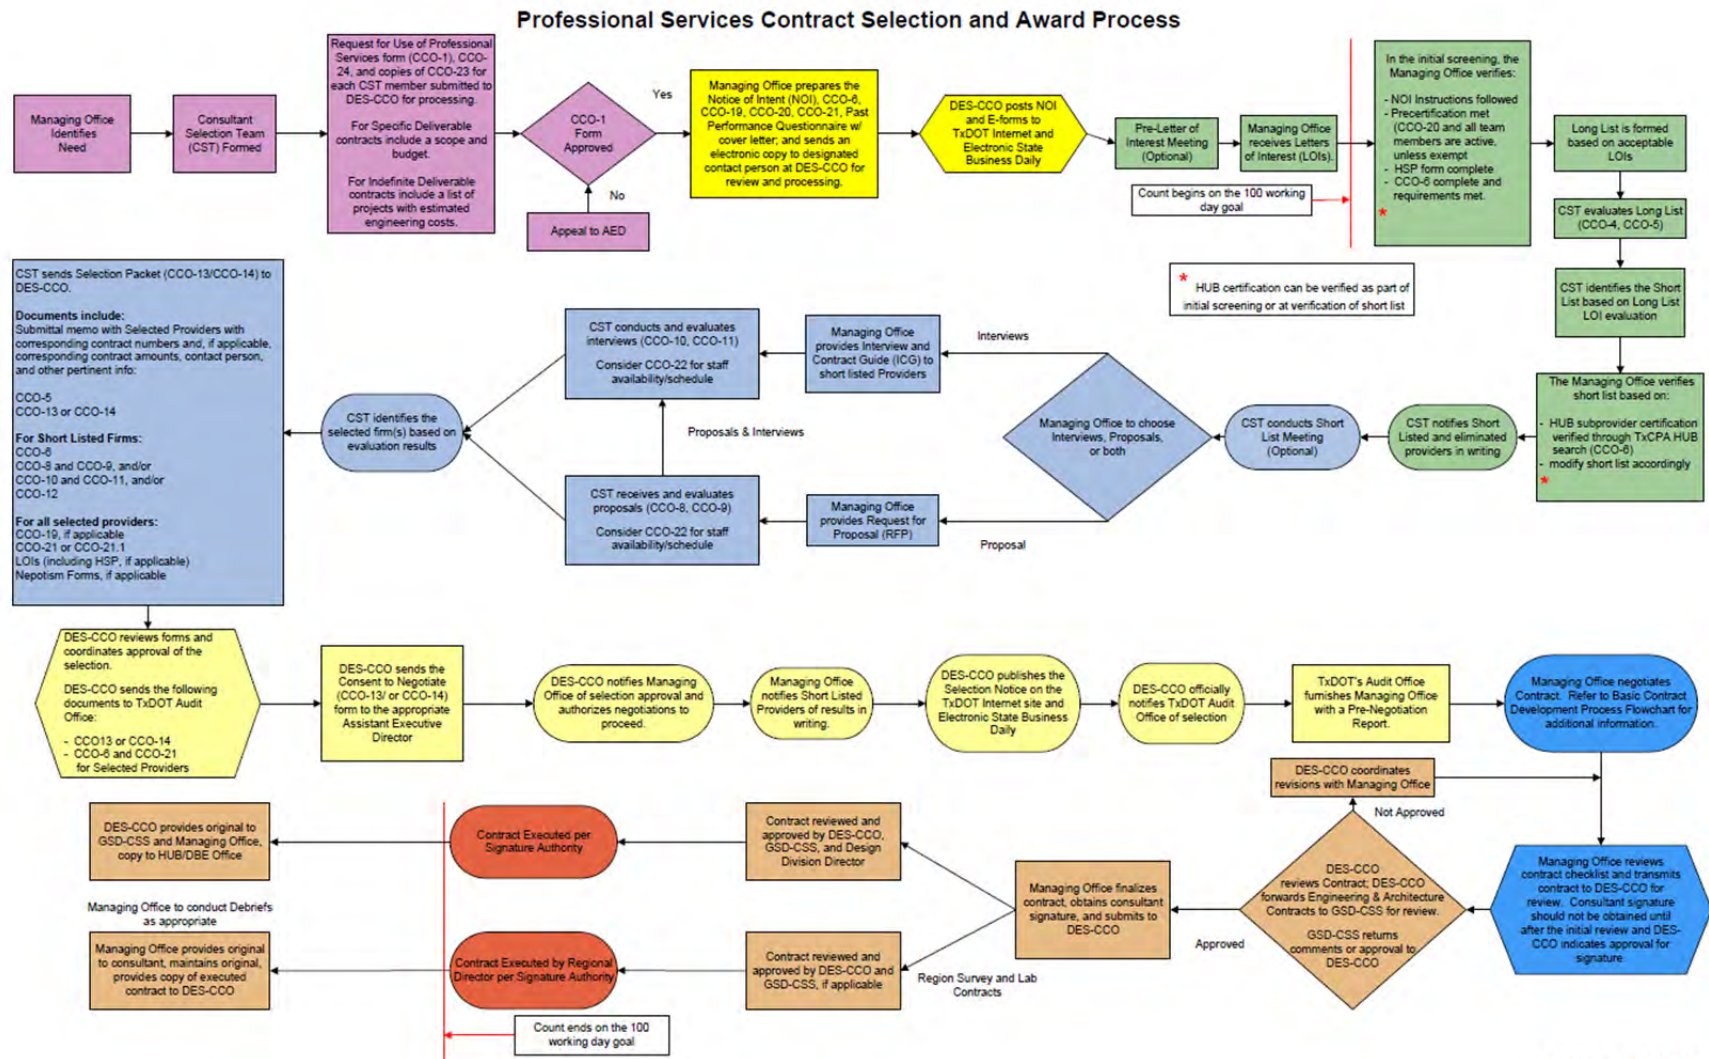 Professional Services Contract Selection and Award Process
Managing Office
Identifies
Need
Consultant
Selection Team
(CST) Formed
Request for Use of Professional
Services form (CCO-1), CCO-
24, and copies of CCO-23 for
each CST member submitted to
DES-CCO for processing.
For Specific Deliverable
contracts include a scope and
budget.
For Indefinite Deliverable
contracts include a list of
projects with estimated
engineering costs.
CCO-1
Form
Approved
Yes
No
Appeal to AED
Managing Office prepares the
Notice of Intent (NOI), CCO-6,
CCO-19, CCO-20, CCO-21, Past
Performance Questionnaire w/
cover letter; and sends an
electronic copy to designated
contact person at DES-CCO for
review and processing.
DES-CCO posts NOI
and E-forms to
TxDOT Internet and
Electronic State
Business Daily
Pre-Letter of
Interest Meeting
(Optional)
Managing Office
receives Letters
of Interest (LOIs).
Count begins on the 100 working
day goal
In the initial screening, the
Managing Office verifies:
- NOI Instructions followed
- Precertification met
(CCO-20 and all team
members are active,
unless exempt
- HSP form complete
- CCO-6 complete and
requirements met.
*
Long List is formed
based on acceptable
LOIs
CST evaluates Long List
(CCO-4, CCO-5)
CST identifies the Short
List based on Long List
LOI evaluation
* HUB certification can be verified as part of
initial screening or at verification of short list
The Managing Office verifies
short list based on:
- HUB subprovider certification
verified through TxCPA HUB
search (CCO-6)
- modify short list accordingly
*
CST notifies Short
Listed and eliminated
providers in writing
CST conducts Short
List Meeting
(Optional)
Managing Office to choose
Interviews, Proposals,
or both
Interviews
Proposal
Managing Office
provides Interview and
Contract Guide (ICG) to
short listed Providers
Managing Office
provides Request for
Proposal (RFP)
CST conducts and evaluates
interviews (CCO-10, CCO-11)
Consider CCO-22 for staff
availability/schedule
Proposals & Interviews
CST receives and evaluates
proposals (CCO-8, CCO-9)
Consider CCO-22 for staff
availability/schedule
CST identifies the
selected firm(s) based on
evaluation results
CST sends Selection Packet (CCO-13/CCO-14) to
DES-CCO.
Documents include:
Submittal memo with Selected Providers with
corresponding contract numbers and, if applicable,
corresponding contract amounts, contact person,
and other pertinent info:
CCO-5
CCO-13 or CCO-14
For Short Listed Firms:
CCO-6
CCO-8 and CCO-9, and/or
CCO-10 and CCO-11, and/or
CCO-12
For all selected providers:
CCO-19, if applicable
CCO-21 or CCO-21.1
LOIs (including HSP, if applicable)
Nepotism Forms, if applicable
DES-CCO reviews forms and
coordinates approval of the
selection.
DES-CCO sends the following
documents to TxDOT Audit
Office:
- CCO13 or CCO-14
- CCO-6 and CCO-21
for Selected Providers
DES-CCO sends the
Consent to Negotiate
(CCO-13/ or CCO-14)
form to the appropriate
Assistant Executive
Director
DES-CCO notifies Managing
Office of selection approval and
authorizes negotiations to
proceed.
Managing Office
notifies Short Listed
Providers of results in
writing.
DES-CCO publishes the
Selection Notice on the
TxDOT Internet site and
Electronic State Business
Daily
DES-CCO officially
notifies TxDOT Audit
Office of selection
TxDOT's Audit Office
furnishes Managing Office
with a Pre-Negotiation
Report.
Managing Office negotiates
Contract. Refer to Basic Contract
Development Process Flowchart for
additional information.
Managing Office reviews
contract checklist and transmits
contract to DES-CCO for
review. Consultant signature
should not be obtained until
after the initial review and DES-
CCO indicates approval for
signature
DES-CCO coordinates
revisions with Managing Office
Not Approved
DES-CCO
reviews Contract; DES-CCO
forwards Engineering & Architecture
Contracts to GSD-CSS for review.
GSD-CSS returns
comments or approval to
DES-CCO
Approved
Managing Office finalizes
contract, obtains consultant
signature, and submits to
DES-CCO
Contract reviewed and
approved by DES-CCO,
GSD-CSS, and Design
Division Director
Contract Executed per
Signature Authority
DES-CCO provides original to
GSD-CSS and Managing Office,
copy to HUB/DBE Office
Managing Office to conduct Debriefs
as appropriate
Region Survey and Lab
Contracts
Contract reviewed and
approved by DES-CCO and
GSD-CSS, if applicable
Contract Executed by Regional
Director per Signature Authority
Managing Office provides original
to consultant, maintains original,
provides copy of executed
contract to DES-CCO
Count ends on the 100
working day goal